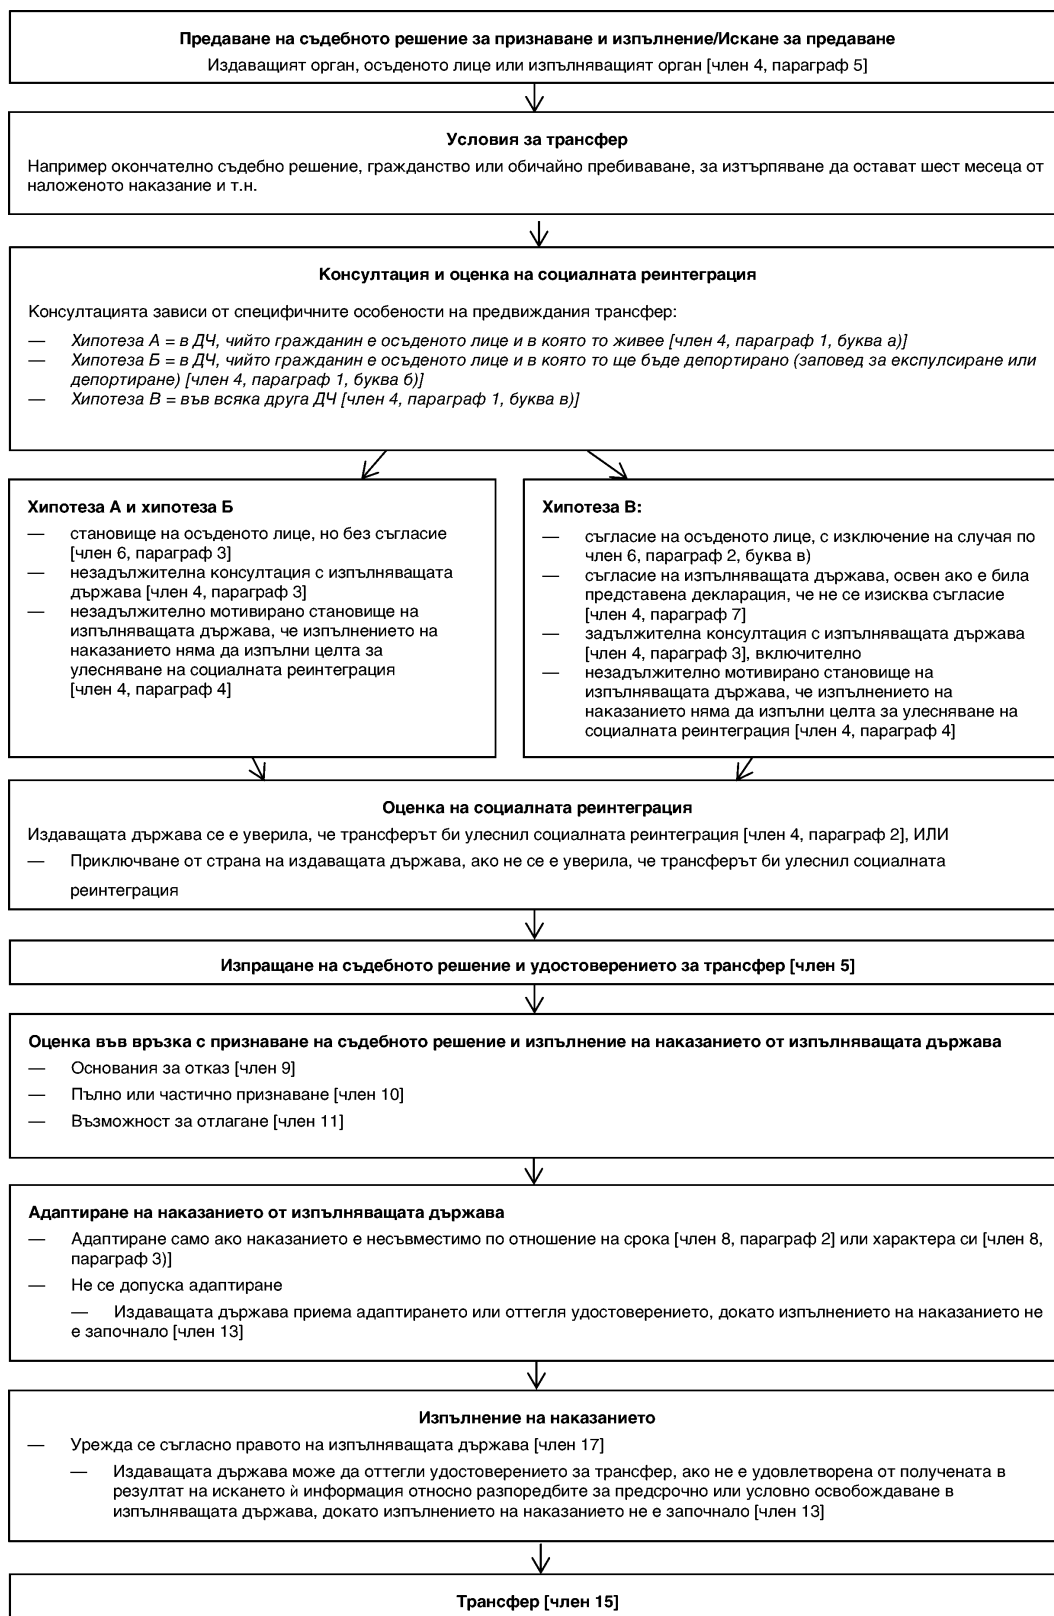 Предаване на съдебното решение за признаване и изпълнение/Искане за предаване
Издаващият орган, осъденото лице или изпълняващият орган [член 4, параграф 5]
Условия за трансфер
Например окончателно съдебно решение, гражданство или обичайно пребиваване, за изтърпяване да остават шест месеца от
наложеното наказание и т.н.
Консултация и оценка на социалната реинтеграция
Консултацията зависи от специфичните особености на предвиждания трансфер:
— Хипотеза А = в ДЧ, чийто гражданин е осъденото лице и в която то живее [член 4, параграф 1, буква а)]
— Хипотеза Б = в ДЧ, чийто гражданин е осъденото лице и в която то ще бъде депортирано (заповед за експулсиране или
депортиране) [член 4, параграф 1, буква б)]
— Хипотеза В = във всяка друга ДЧ [член 4, параграф 1, буква в)]
Хипотеза А и хипотеза Б
— становище на осъденото лице, но без съгласие
[член 6, параграф 3]
— незадължителна консултация с изпълняващата
държава [член 4, параграф 3]
— незадължително мотивирано становище на
изпълняващата държава, че изпълнението на
наказанието няма да изпълни целта за
улесняване на социалната реинтеграция
[член 4, параграф 4]
Хипотеза В:
— съгласие на осъденото лице, с изключение на случая по
член 6, параграф 2, буква в)
— съгласие на изпълняващата държава, освен ако е била
представена декларация, че не се изисква съгласие
[член 4, параграф 7]
— задължителна консултация с изпълняващата държава
[член 4, параграф 3], включително
— незадължително мотивирано становище на
изпълняващата държава, че изпълнението на
наказанието няма да изпълни целта за улесняване на
социалната реинтеграция [член 4, параграф 4]
Оценка на социалната реинтеграция
Издаващата държава се е уверила, че трансферът би улеснил социалната реинтеграция [член 4, параграф 2], ИЛИ
— Приключване от страна на издаващата държава, ако не се е уверила, че трансферът би улеснил социалната
реинтеграция
Изпращане на съдебното решение и удостоверението за трансфер [член 5]
Оценка във връзка с признаване на съдебното решение и изпълнение на наказанието от изпълняващата държава
— Основания за отказ [член 9]
— Пълно или частично признаване [член 10]
— Възможност за отлагане [член 11]
Адаптиране на наказанието от изпълняващата държава
— Адаптиране само ако наказанието е несъвместимо по отношение на срока [член 8, параграф 2] или характера си [член 8,
параграф 3)]
— Не се допуска адаптиране
— Издаващата държава приема адаптирането или оттегля удостоверението, докато изпълнението на наказанието не
е започнало [член 13]
Изпълнение на наказанието
— Урежда се съгласно правото на изпълняващата държава [член 17]
— Издаващата държава може да оттегли удостоверението за трансфер, ако не е удовлетворена от получената в
резултат на искането ѝ информация относно разпоредбите за предсрочно или условно освобождаване в
изпълняващата държава, докато изпълнението на наказанието не е започнало [член 13]
Трансфер [член 15]